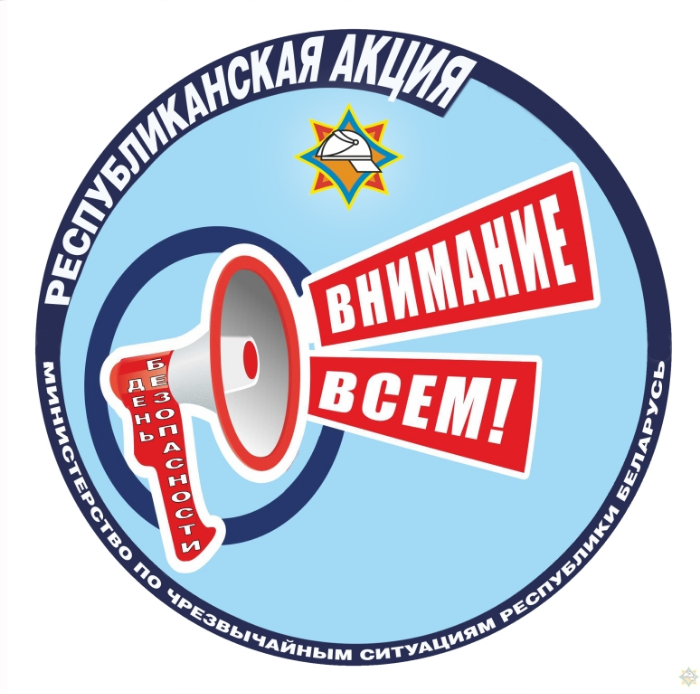 РЕСПУБЛИКАНСКАЯ АКЦИЯ
ВНИМАНИЕ
ВСЕМ!
ДЕНЬ
БЕЗОПАСНОСТИ
МИНИСТЕРСТВО ПО ЧРЕЗВЫЧАЙНЫМ СИТУАЦИЯМ РЕСПУБЛИКИ БЕЛАРУСЬ